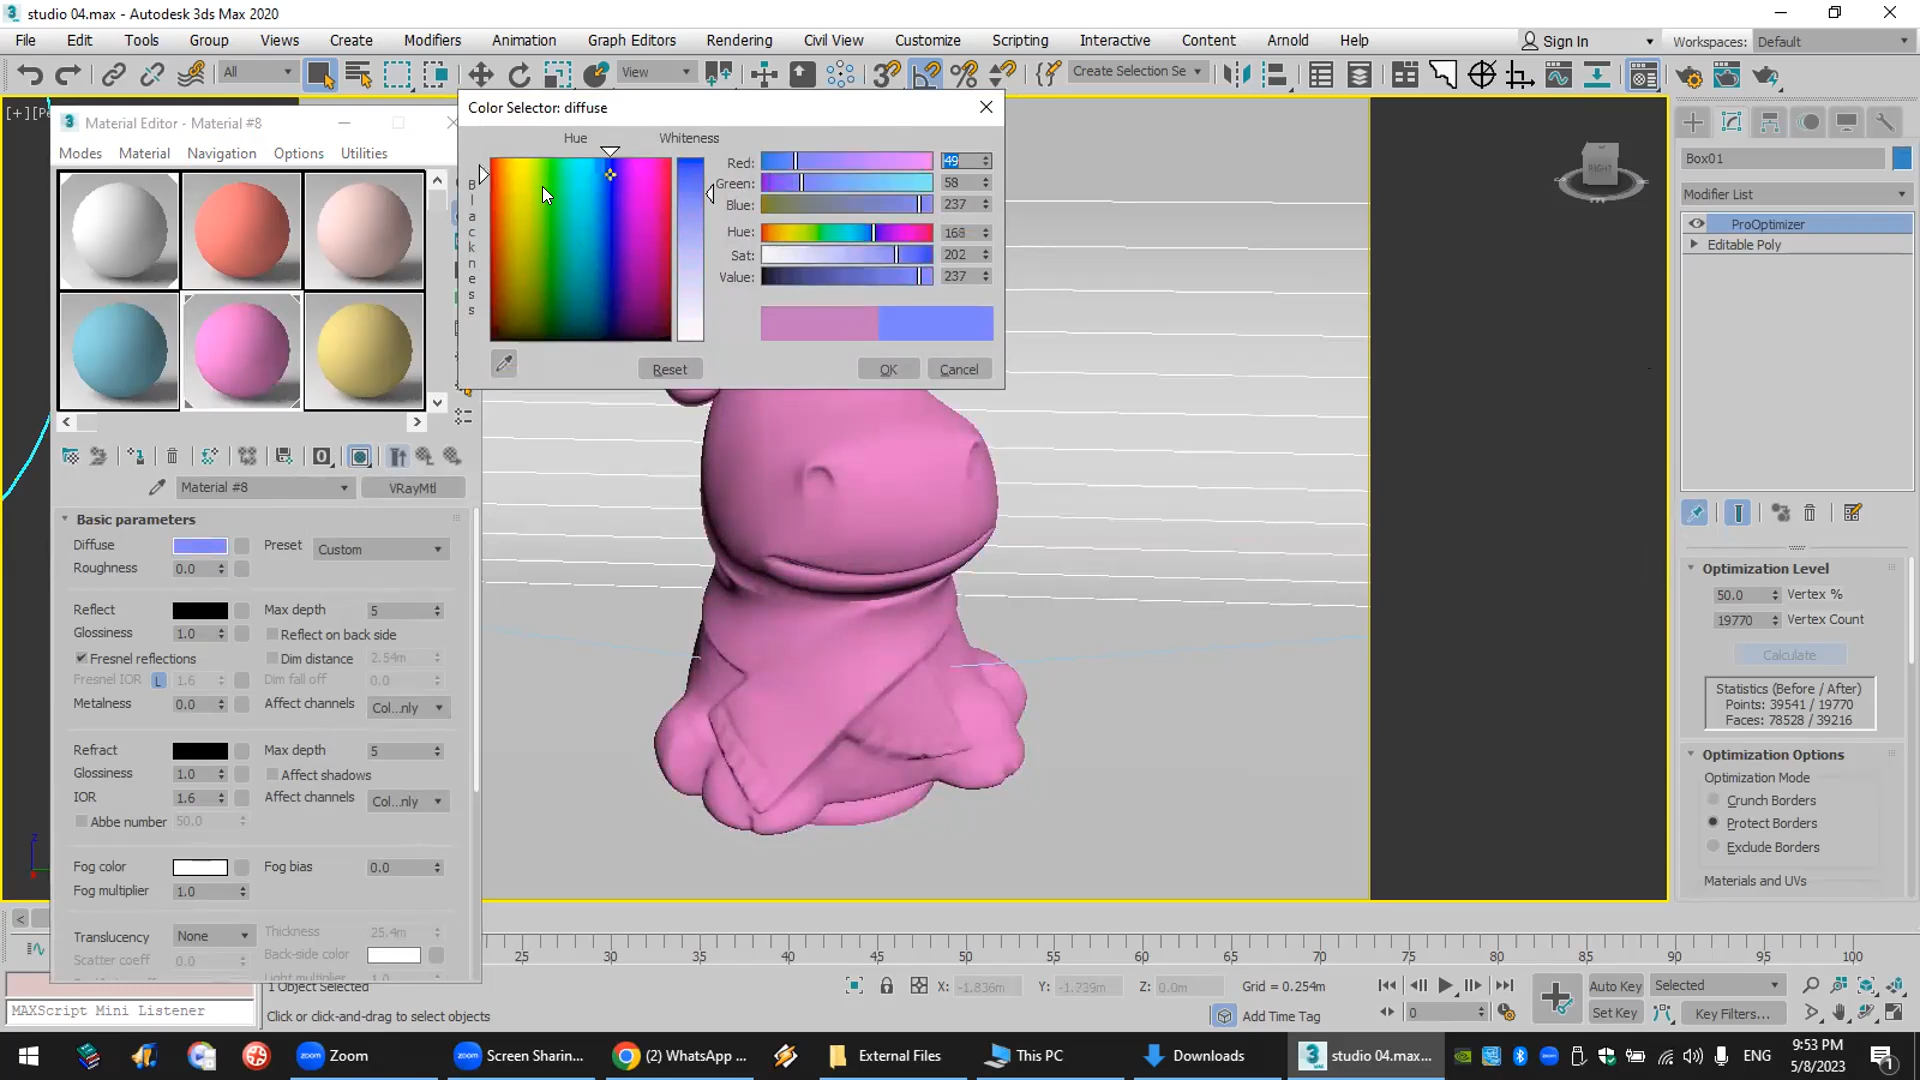 studio 04.max - Autodesk 3ds Max 2020
File Edit Tools Group Views Create Modifiers Animation Graph Editors Rendering Civil View Customize Scripting Interactive Content Arnold Help Sign In Workspaces: Default
All View Create Selection Se
[+][Pe
Material Editor - Material #8
Modes Material Navigation Options Utilities
Material #8 VRayMtl
Basic parameters
Diffuse Preset Custom
Roughness 0.0
Reflect Max depth 5
Glossiness 1.0 Reflect on back side
Fresnel reflections Dim distance 2.54m
Fresnel IOR L 1.6 Dim fall off 0.0
Metalness 0.0 Affect channels Col...nly
Refract Max depth 5
Glossiness 1.0 Affect shadows
IOR 1.6 Affect channels Col...nly
Abbe number 50.0
Fog color Fog bias 0.0
Fog multiplier 1.0
Translucency None Thickness 25.4m
Scatter coeff 0.0 Back-side color
Light multiplier 1.0
Color Selector: diffuse
Hue Whiteness
Blackness
Red: 49
Green: 58
Blue: 237
Hue: 168
Sat: 202
Value: 237
Reset OK Cancel
RIGHT
Box01
Modifier List
ProOptimizer
Editable Poly
Optimization Level
50.0 Vertex %
19770 Vertex Count
Calculate
Statistics (Before / After)
Points: 39541 / 19770
Faces: 78528 / 39216
Optimization Options
Optimization Mode
Crunch Borders
Protect Borders
Exclude Borders
Materials and UVs
z
25 30 35 40 45 50 55 60 65 70 75 80 85 90 95 100
1 Object Selected X: -1.836m Y: -1.739m Z: 0.0m Grid = 0.254m Auto Key Selected
MAXScript Mini Listener Click or click-and-drag to select objects Add Time Tag 0 Set Key Key Filters...
Zoom Screen Sharin... (2) WhatsApp ... External Files This PC Downloads studio 04.max... ENG 9:53 PM
5/8/2023 1